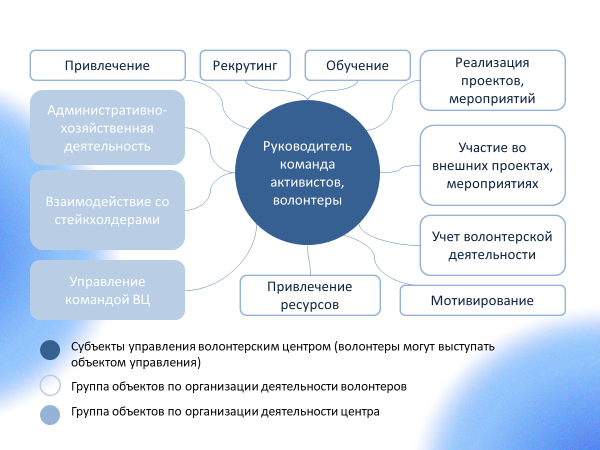 Привлечение
Рекрутинг
Обучение
Реализация
проектов,
мероприятий
Административно-
хозяйственная
деятельность
Руководитель
команда
активистов,
волонтеры
Участие во
внешних проектах,
мероприятиях
Взаимодействие со
стейкхолдерами
Учет волонтерской
деятельности
Управление
командой ВЦ
Привлечение
ресурсов
Мотивирование
Субъекты управления волонтерским центром (волонтеры могут выступать
объектом управления)
Группа объектов по организации деятельности волонтеров
Группа объектов по организации деятельности центра